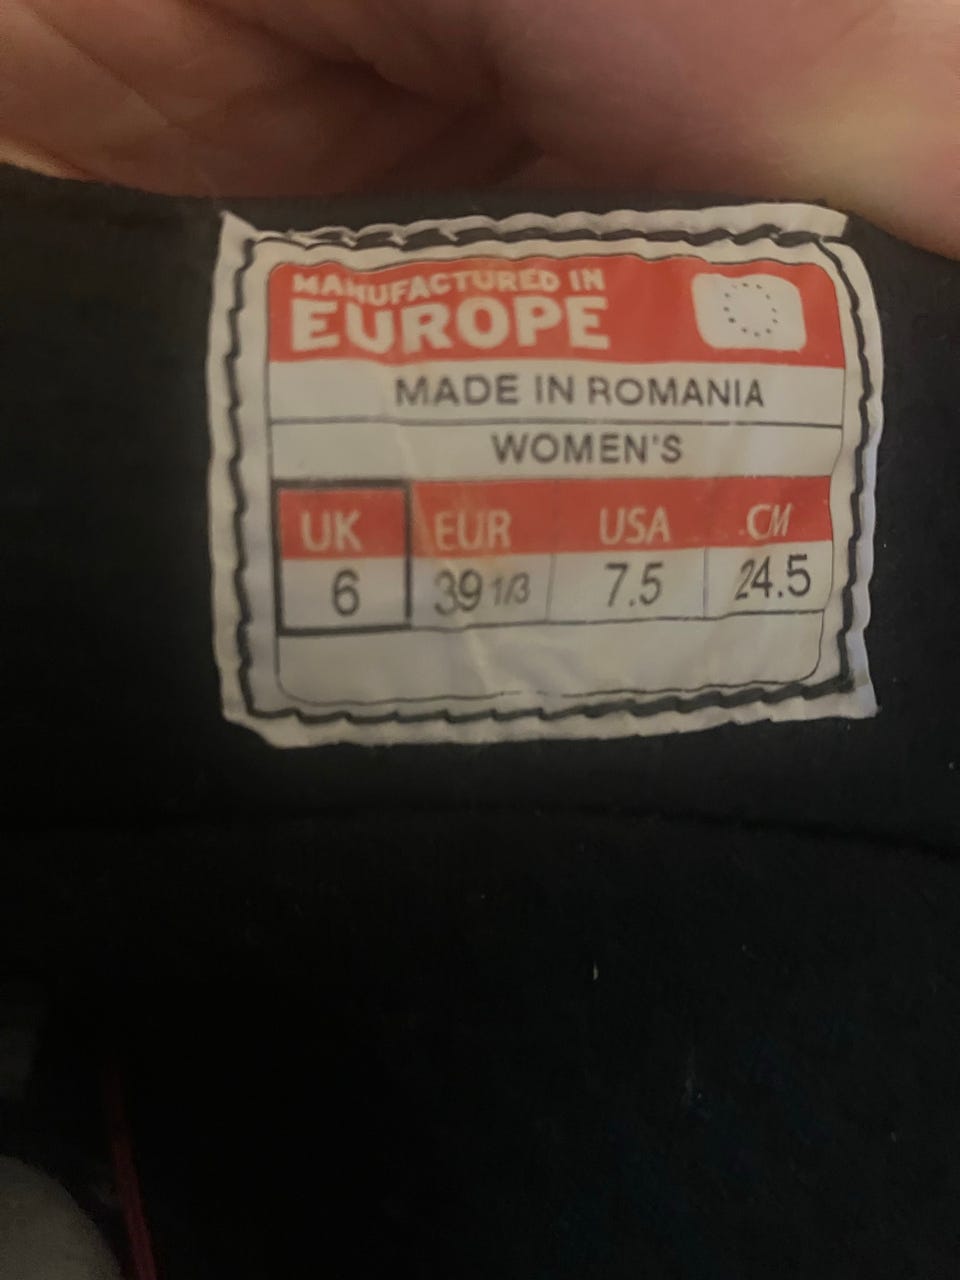 MANUFACTURED IN
EUROPE
MADE IN ROMANIA
WOMEN'S
UK EUR USA CM
6 39 1/3 7.5 24.5